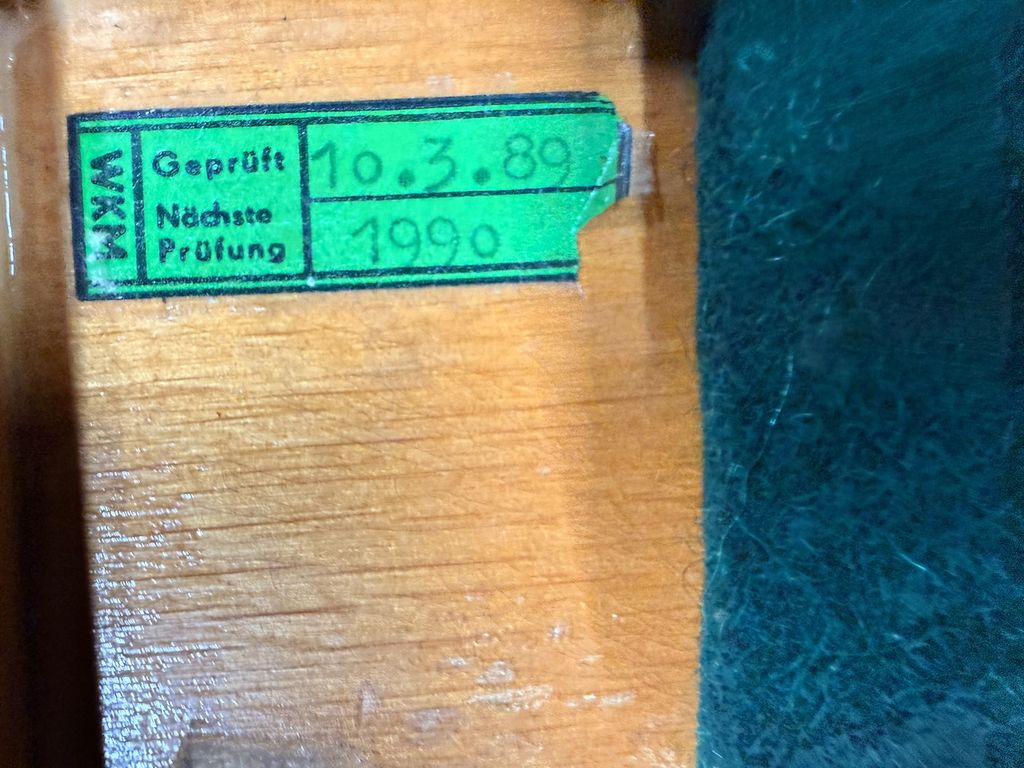 WKM
Geprüft 10.3.89
Nächste
Prüfung 1990